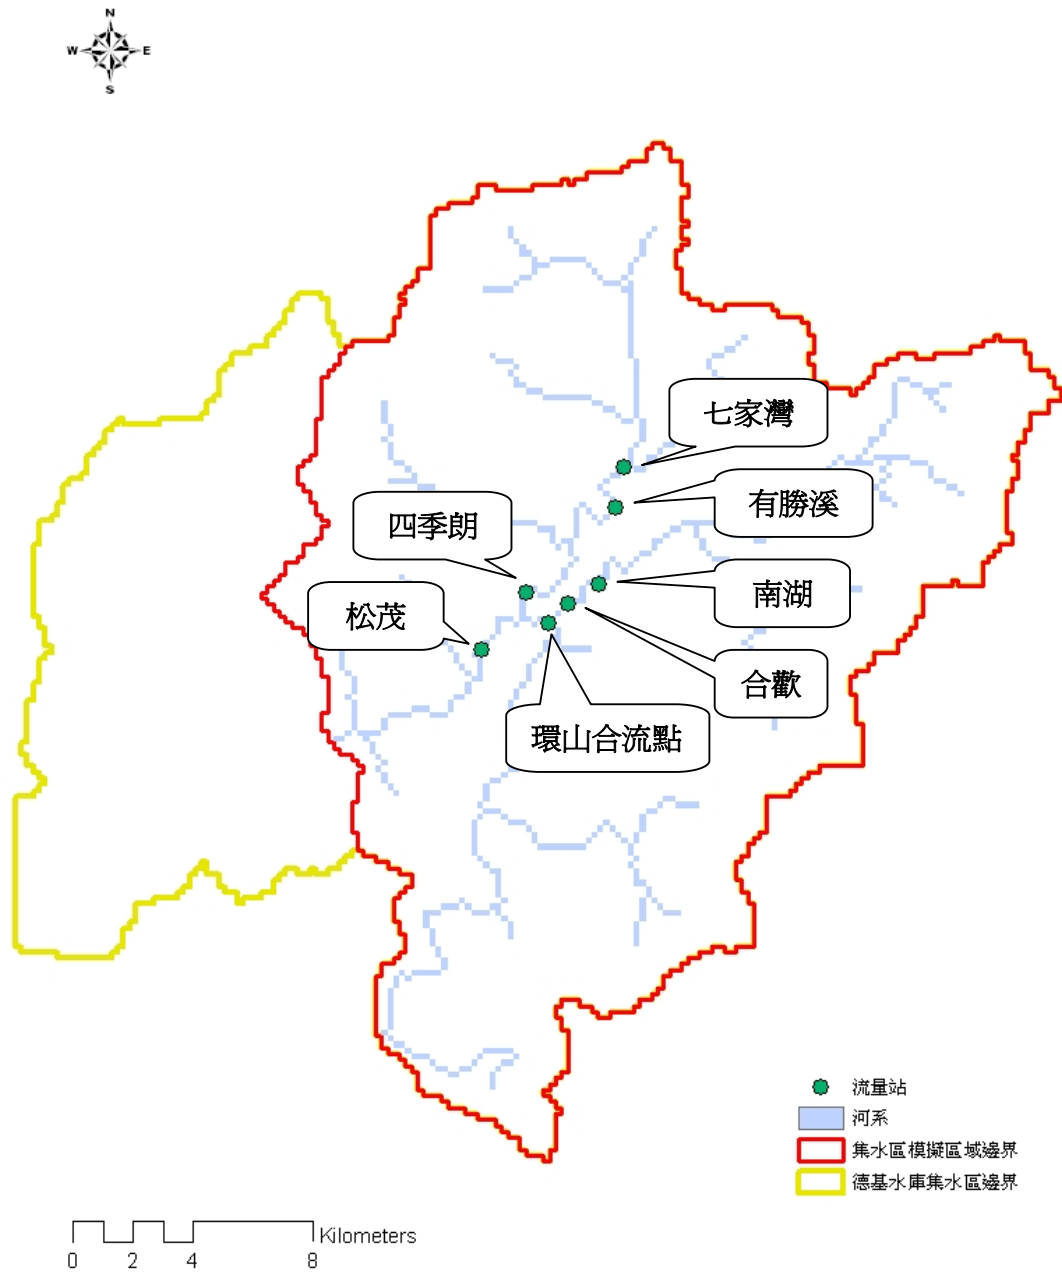 N
W E
S
七家灣
有勝溪
四季朗
南湖
松茂
合歡
環山合流點
流量站
河系
集水區模擬區域邊界
德基水庫集水區邊界
Kilometers
0 2 4 8